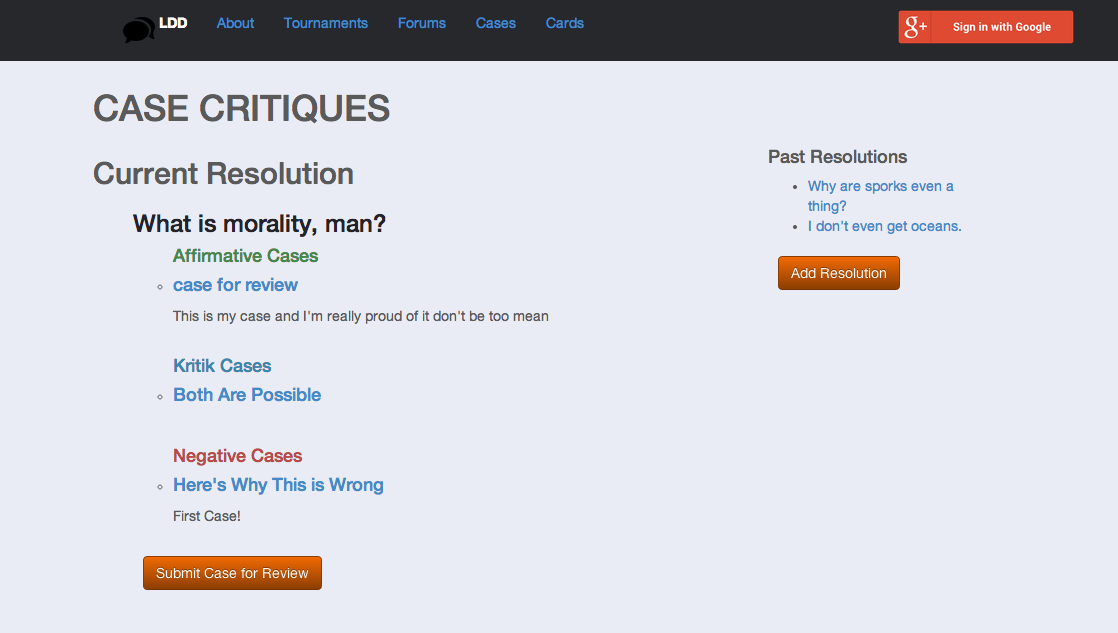 LDD About Tournaments Forums Cases Cards g+ Sign in with Google
CASE CRITIQUES
Current Resolution
What is morality, man?
Affirmative Cases
case for review
This is my case and I'm really proud of it don't be too mean
Kritik Cases
Both Are Possible
Negative Cases
Here's Why This is Wrong
First Case!
Submit Case for Review
Past Resolutions
Why are sporks even a
thing?
I don't even get oceans.
Add Resolution